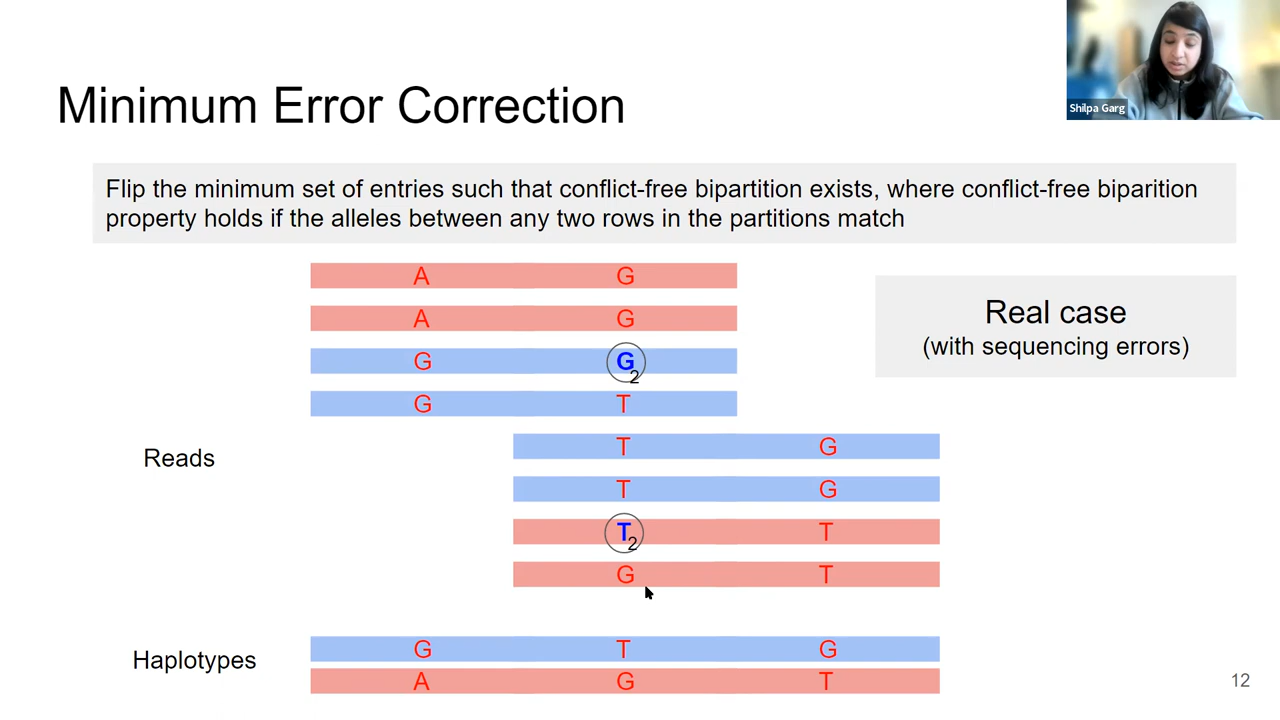 Shilpa Garg
Minimum Error Correction
Flip the minimum set of entries such that conflict-free bipartition exists, where conflict-free biparition
property holds if the alleles between any two rows in the partitions match
A G
A G
Real case
(with sequencing errors)
G G 2
G T
T G
Reads
T G
T 2 T
G T
G T G
Haplotypes
A G T
12